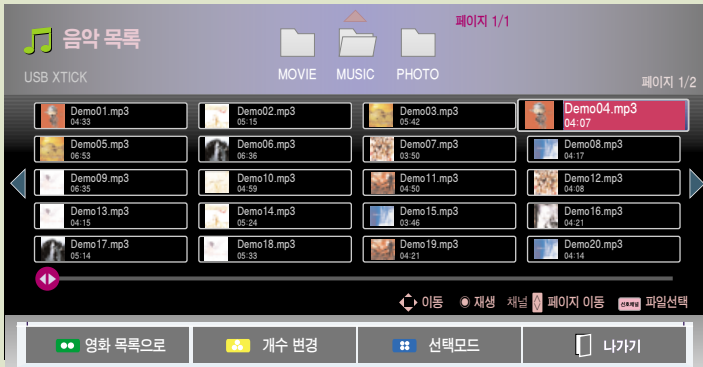 페이지 1/1
음악 목록
USB XTICK
MOVIE MUSIC PHOTO
페이지 1/2
Demo01.mp3 Demo02.mp3 Demo03.mp3 Demo04.mp3
04:33 05:15 05:42 04:07
Demo05.mp3 Demo06.mp3 Demo07.mp3 Demo08.mp3
06:53 06:36 03:50 04:17
Demo09.mp3 Demo10.mp3 Demo11.mp3 Demo12.mp3
06:35 04:59 04:50 04:08
Demo13.mp3 Demo14.mp3 Demo15.mp3 Demo16.mp3
04:15 05:24 03:46 04:21
Demo17.mp3 Demo18.mp3 Demo19.mp3 Demo20.mp3
05:14 05:33 04:21 04:14
이동 재생 채널 페이지 이동 선호채널 파일선택
영화 목록으로 개수 변경 선택모드 나가기